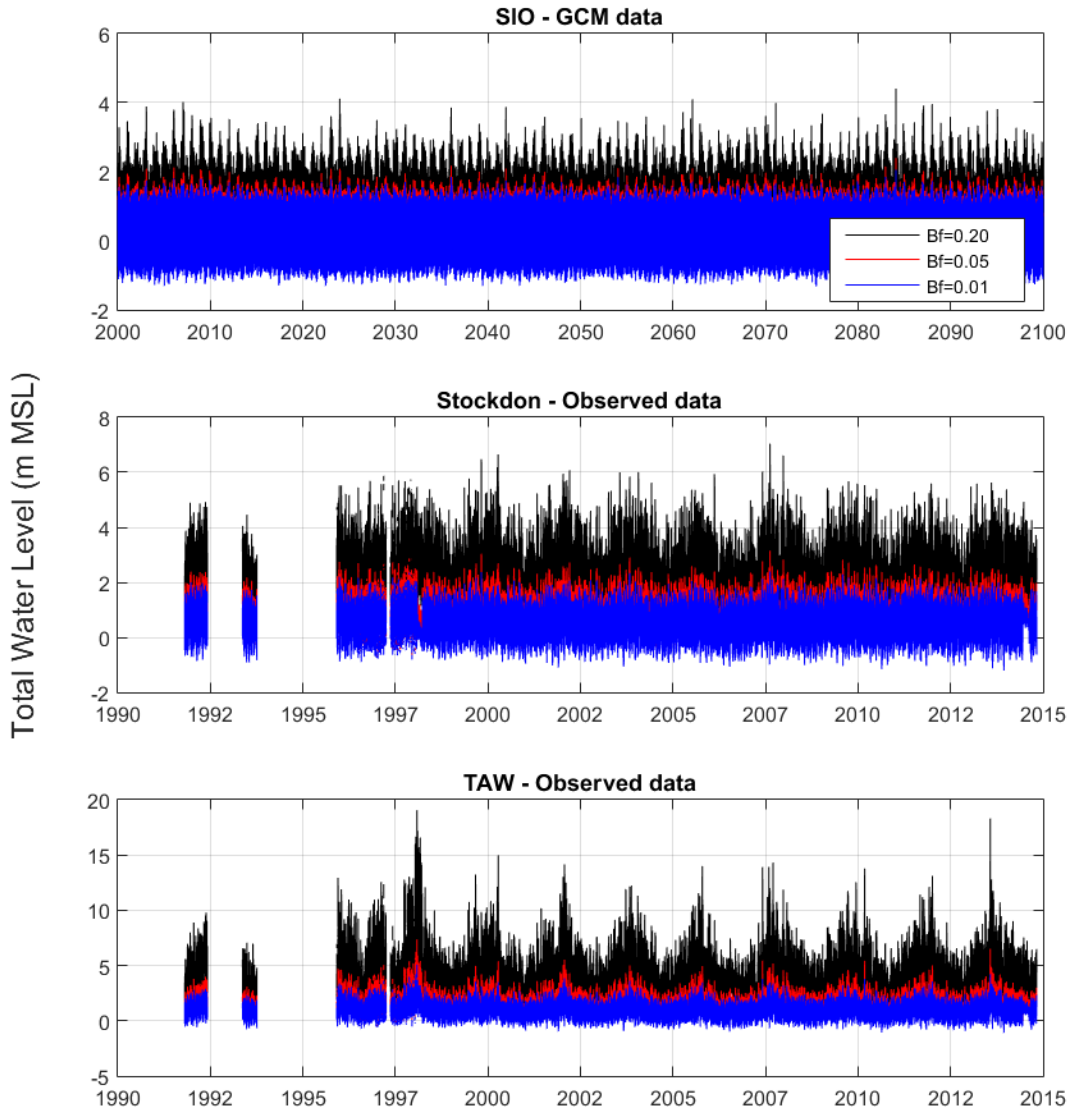 SIO - GCM data
6
4
2
0
-2
2000 2010 2020 2030 2040 2050 2060 2070 2080 2090 2100
Bf=0.20
Bf=0.05
Bf=0.01
Total Water Level (m MSL)
Stockdon - Observed data
8
6
4
2
0
-2
1990 1992 1995 1997 2000 2002 2005 2007 2010 2012 2015
TAW - Observed data
20
15
10
5
0
-5
1990 1992 1995 1997 2000 2002 2005 2007 2010 2012 2015